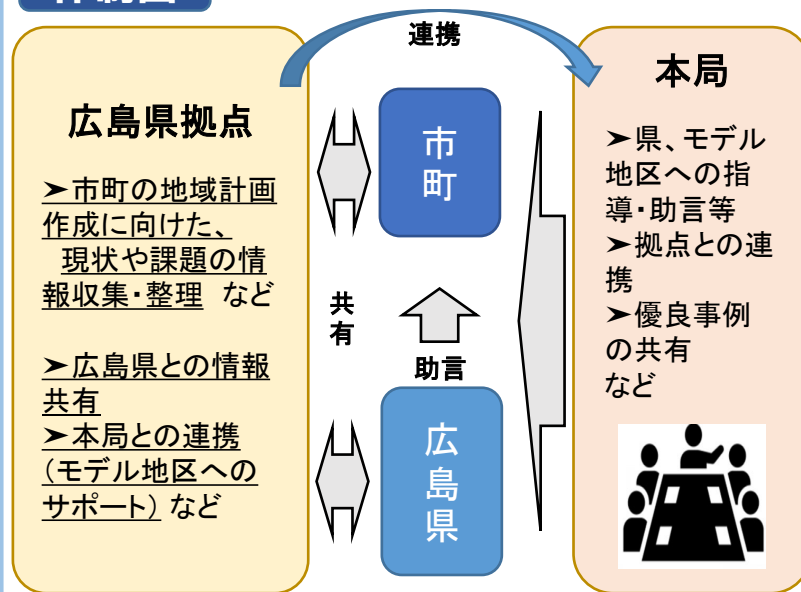 連携
広島県拠点
➤市町の地域計画
作成に向けた、
現状や課題の情
報収集・整理 など
➤広島県との情報
共有
➤本局との連携
(モデル地区への
サポート) など
市
町
共
有
助言
広
島
県
本局
➤県、モデル
地区への指
導・助言等
➤拠点との連
携
➤優良事例
の共有
など